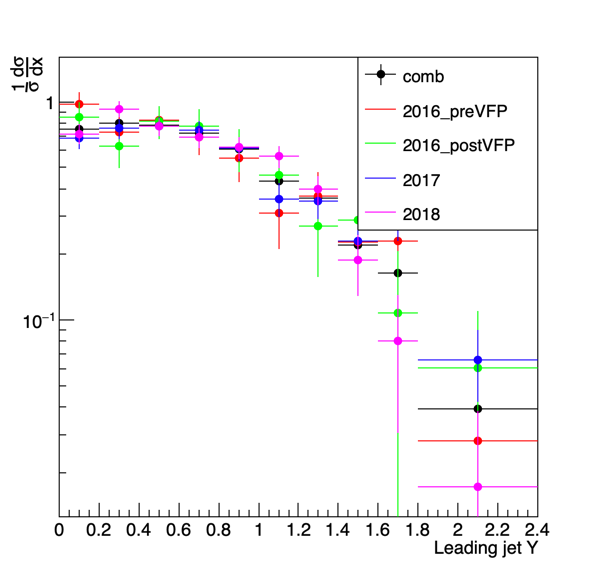 1/σ dσ/dx
comb
2016_preVFP
2016_postVFP
2017
2018
1
10⁻¹
0 0.2 0.4 0.6 0.8 1 1.2 1.4 1.6 1.8 2 2.2 2.4
Leading jet Y